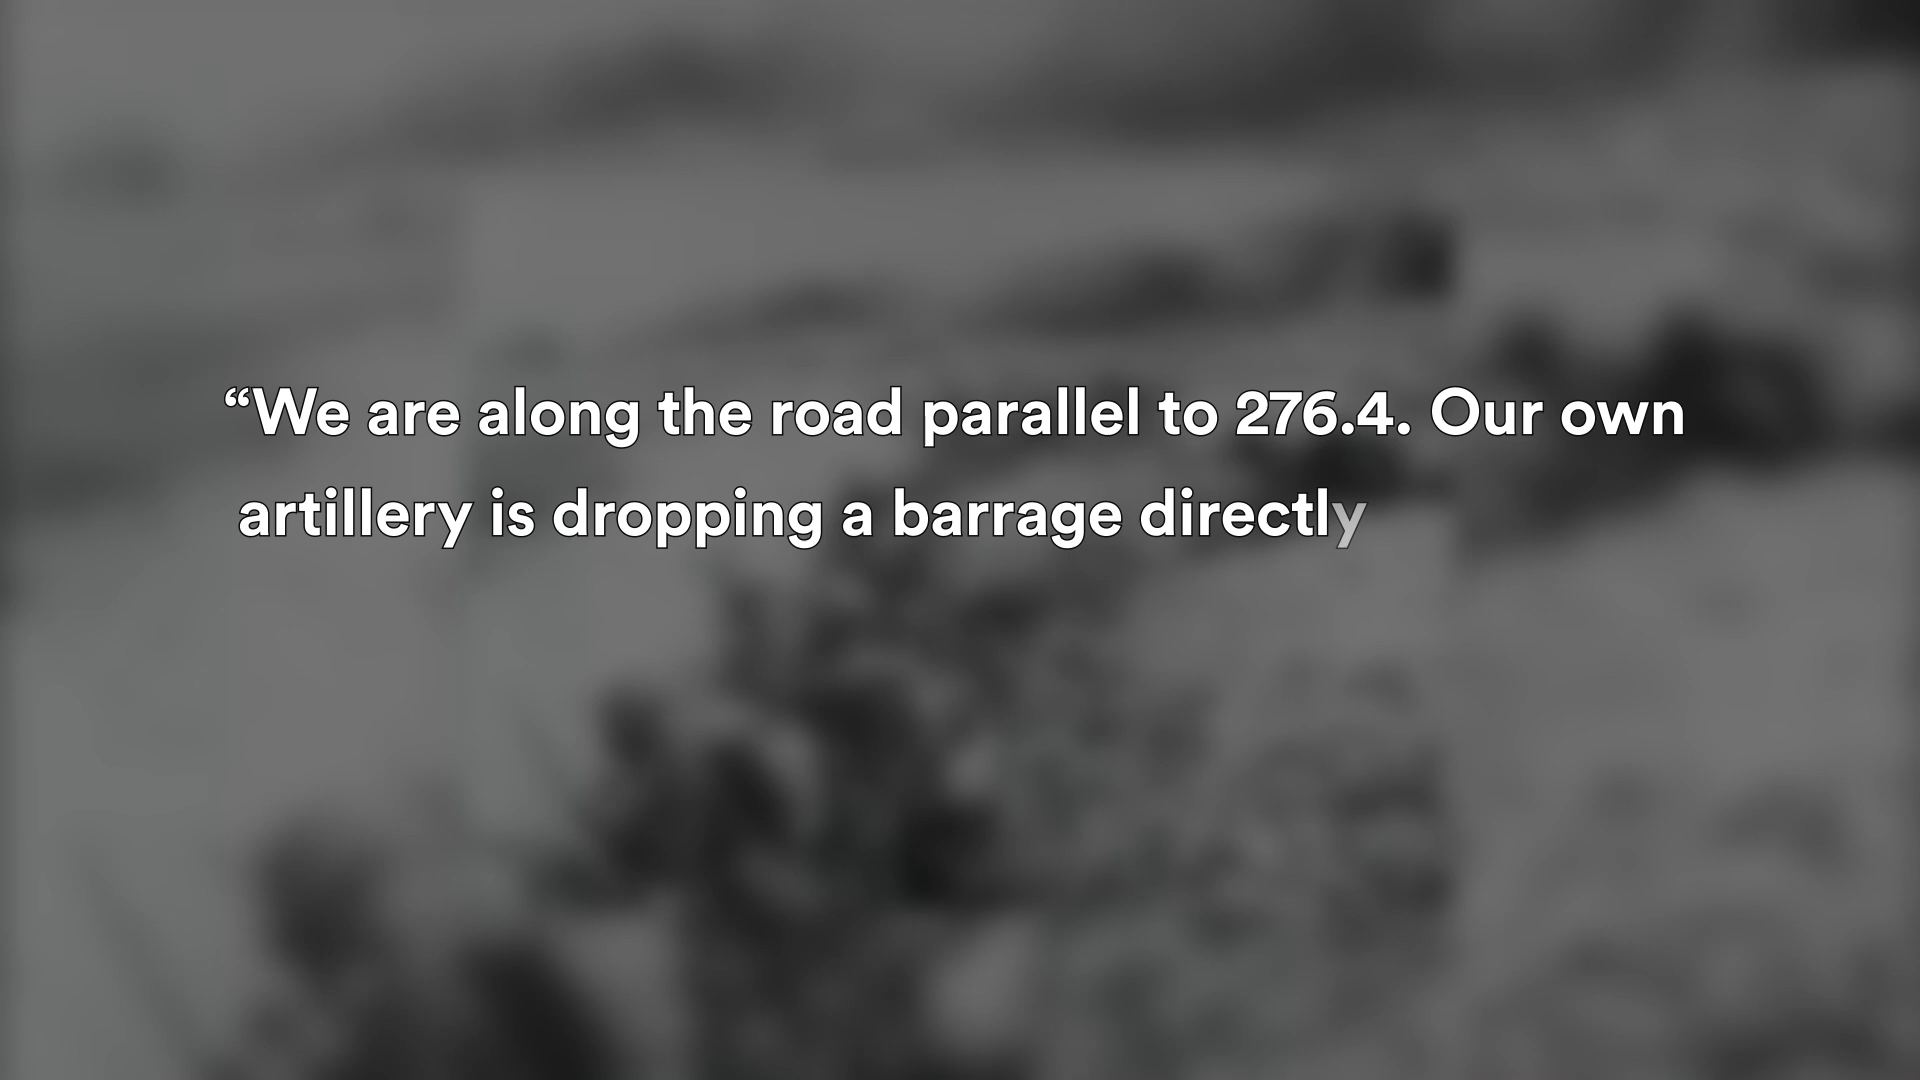 “We are along the road parallel to 276.4. Our own
artillery is dropping a barrage directly